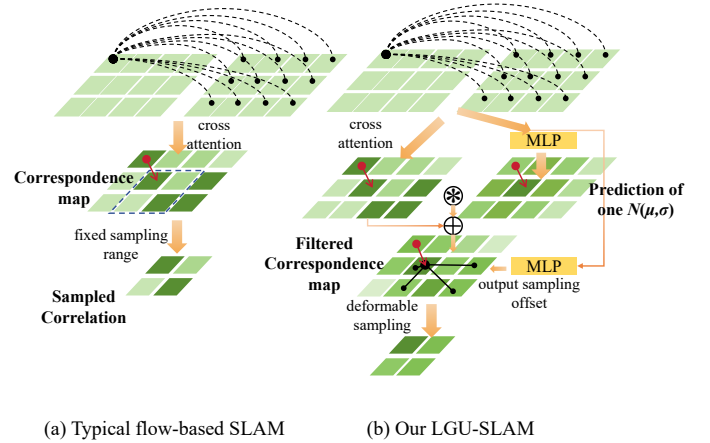 cross
attention
Correspondence
map
fixed sampling
range
Sampled
Correlation
(a) Typical flow-based SLAM
cross
attention
MLP
Prediction of
one N(μ,σ)
Filtered
Correspondence
map
MLP
output sampling
offset
deformable
sampling
(b) Our LGU-SLAM